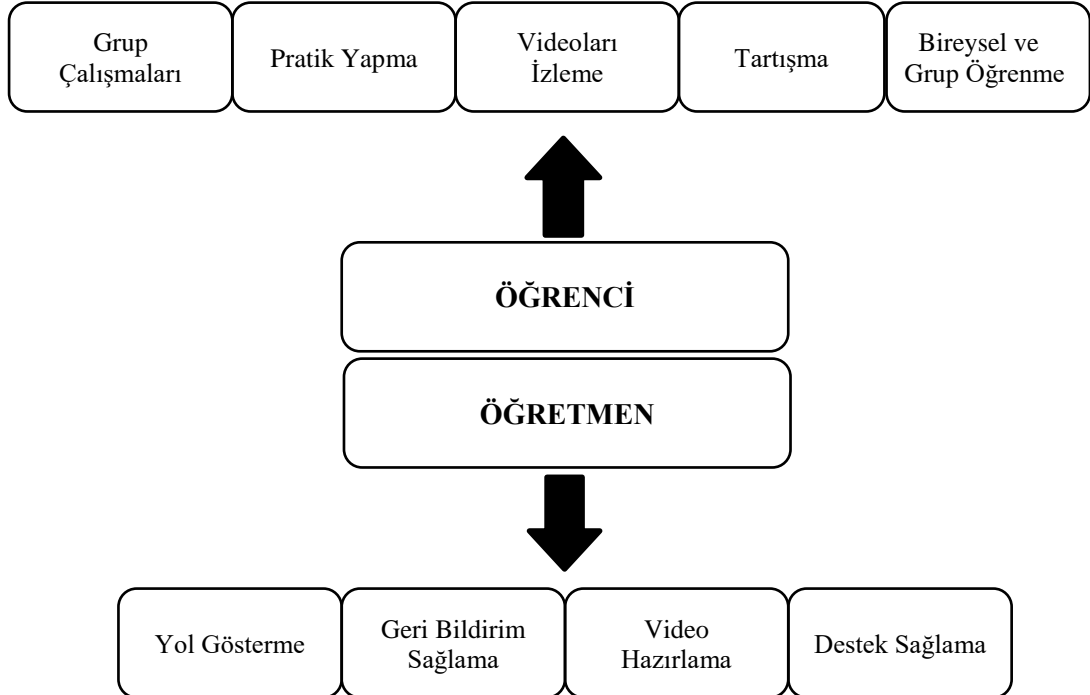 Grup
Çalışmaları
Pratik Yapma
Videoları
İzleme
Tartışma
Bireysel ve
Grup Öğrenme
ÖĞRENCİ
ÖĞRETMEN
Yol Gösterme
Geri Bildirim
Sağlama
Video
Hazırlama
Destek Sağlama